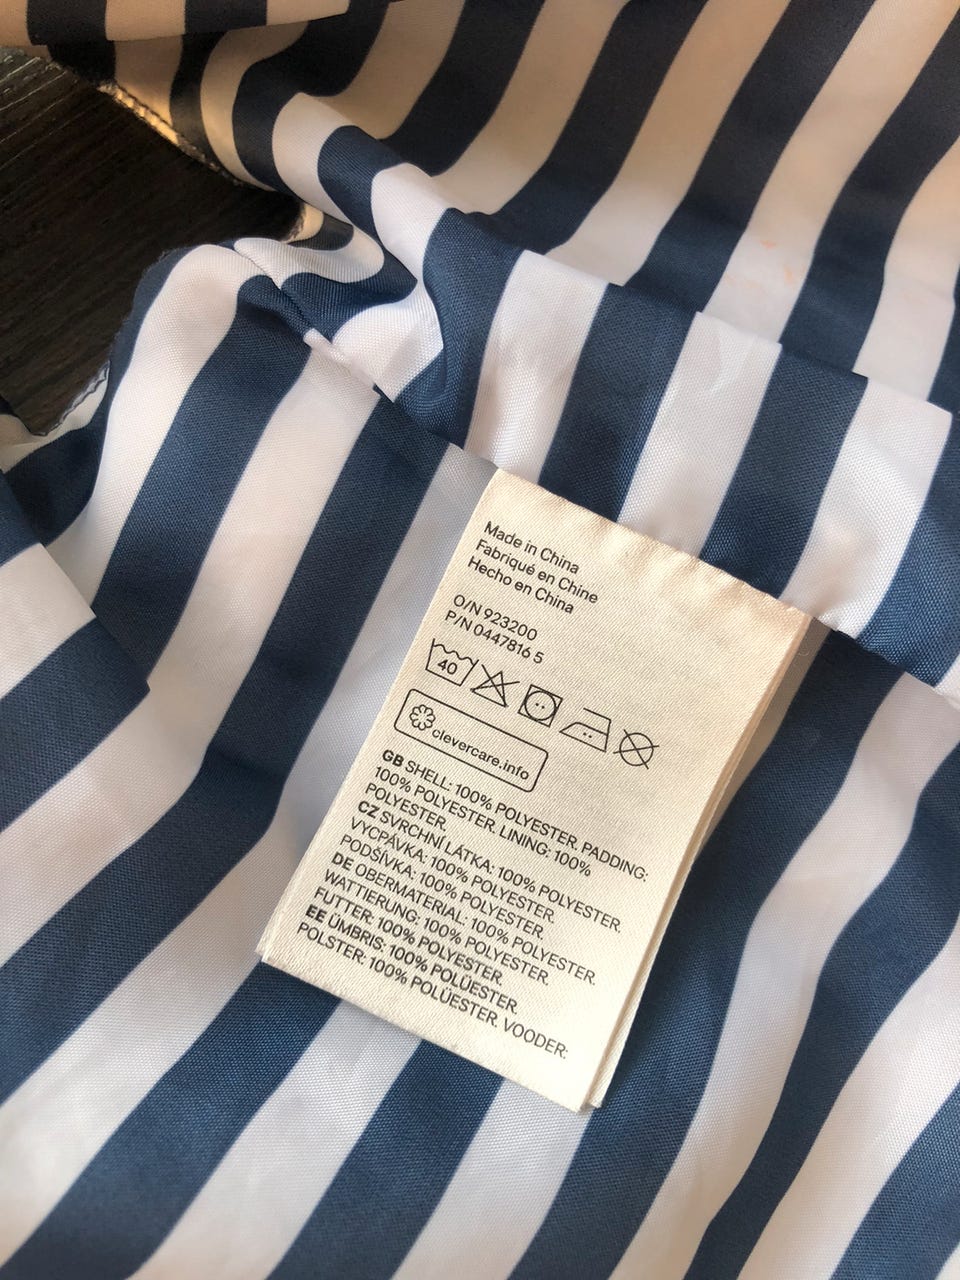 Made in China
Fabriqué en Chine
Hecho en China
O/N 923200
P/N 0447816 5
40
clevercare.info
GB SHELL: 100% POLYESTER. PADDING:
100% POLYESTER. LINING: 100%
POLYESTER.
CZ SVRCHNÍ LÁTKA: 100% POLYESTER
VYCPÁVKA: 100% POLYESTER.
PODŠÍVKA: 100% POLYESTER.
DE OBERMATERIAL: 100% POLYESTER.
WATTIERUNG: 100% POLYESTER.
FUTTER: 100% POLYESTER.
EE ÜMBRIS: 100% POLÜESTER.
POLSTER: 100% POLÜESTER. VOODER: